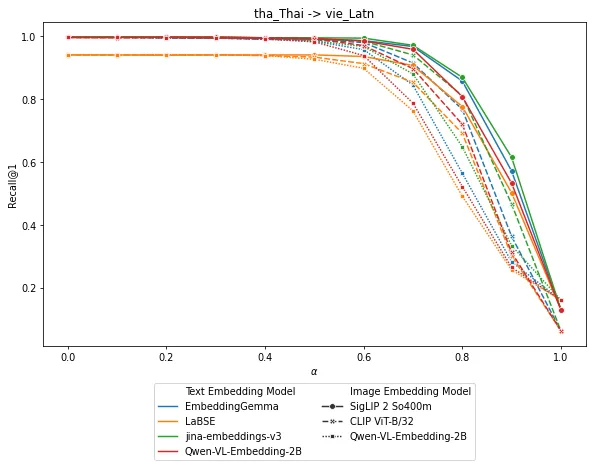 tha_Thai -> vie_Latn
Recall@1
1.0
0.8
0.6
0.4
0.2
0.0 0.2 0.4 0.6 0.8 1.0
α
Text Embedding Model Image Embedding Model
EmbeddingGemma SigLIP 2 So400m
LaBSE CLIP ViT-B/32
jina-embeddings-v3 Qwen-VL-Embedding-2B
Qwen-VL-Embedding-2B